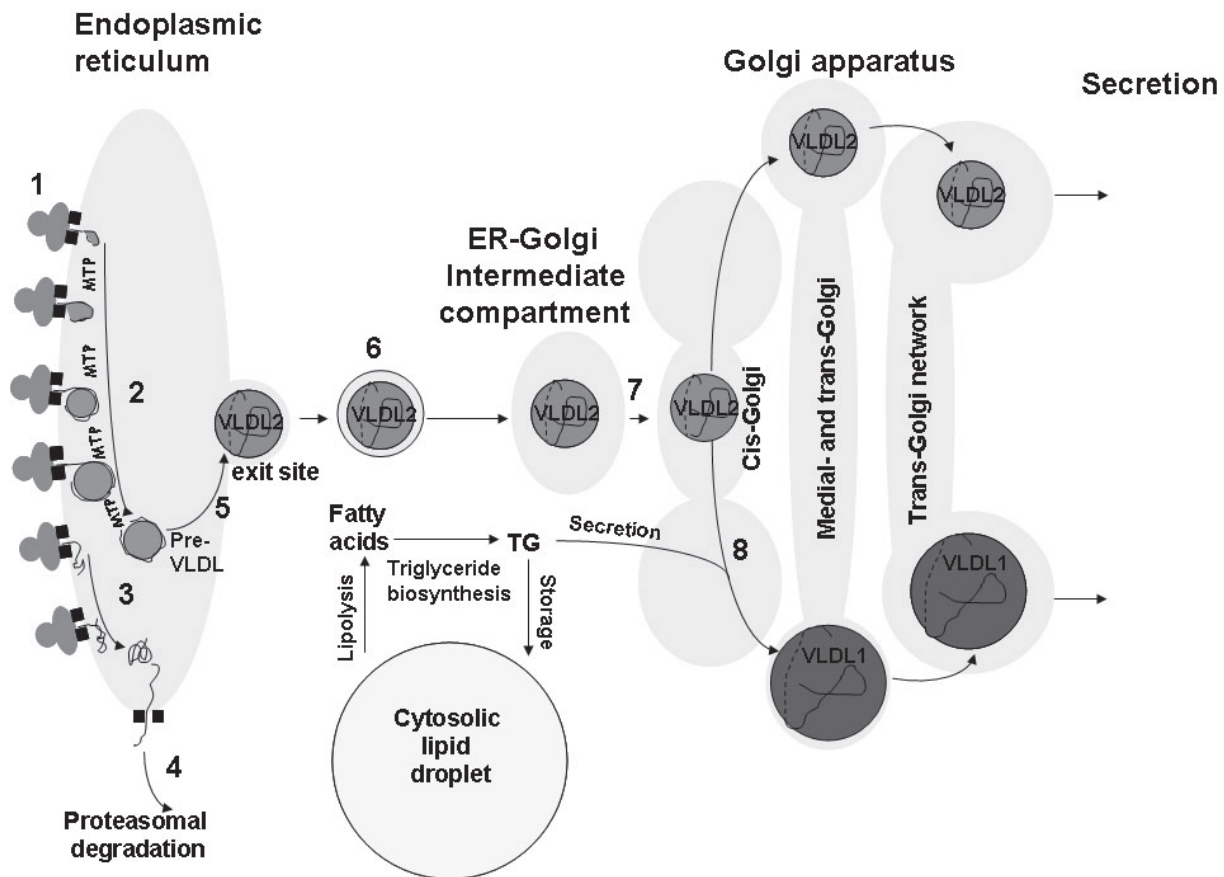 Endoplasmic
reticulum
Golgi apparatus
Secretion
1
MTP
MTP
MTP
MTP
MTP
2
3
4
5
Pre-
VLDL
Proteasomal
degradation
VLDL2
exit site
6
VLDL2
ER-Golgi
Intermediate
compartment
VLDL2
7
VLDL2
Cis-Golgi
VLDL2
Medial- and trans-Golgi
VLDL2
Trans-Golgi network
Fatty
acids
TG
Secretion
8
Triglyceride
biosynthesis
Lipolysis
Storage
Cytosolic
lipid
droplet
VLDL1
VLDL1